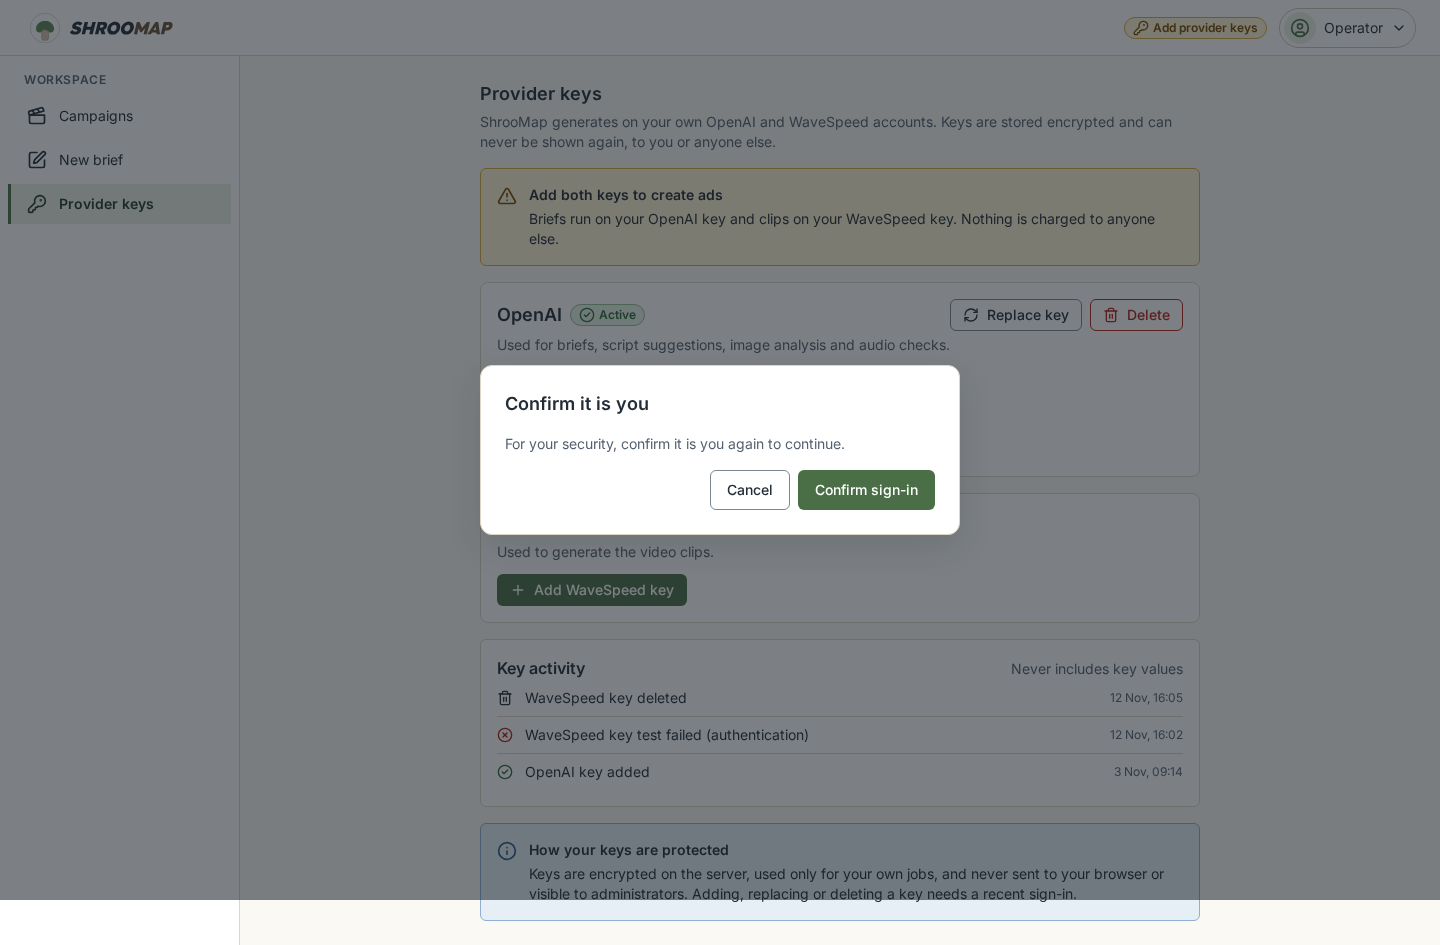 SHROOMAP
Add provider keys
Operator
WORKSPACE
Campaigns
New brief
Provider keys
Provider keys
ShrooMap generates on your own OpenAI and WaveSpeed accounts. Keys are stored encrypted and can
never be shown again, to you or anyone else.
Add both keys to create ads
Briefs run on your OpenAI key and clips on your WaveSpeed key. Nothing is charged to anyone
else.
OpenAI
Active
Replace key
Delete
Used for briefs, script suggestions, image analysis and audio checks.
Confirm it is you
For your security, confirm it is you again to continue.
Cancel
Confirm sign-in
Used to generate the video clips.
Add WaveSpeed key
Key activity
Never includes key values
WaveSpeed key deleted
12 Nov, 16:05
WaveSpeed key test failed (authentication)
12 Nov, 16:02
OpenAI key added
3 Nov, 09:14
How your keys are protected
Keys are encrypted on the server, used only for your own jobs, and never sent to your browser or
visible to administrators. Adding, replacing or deleting a key needs a recent sign-in.